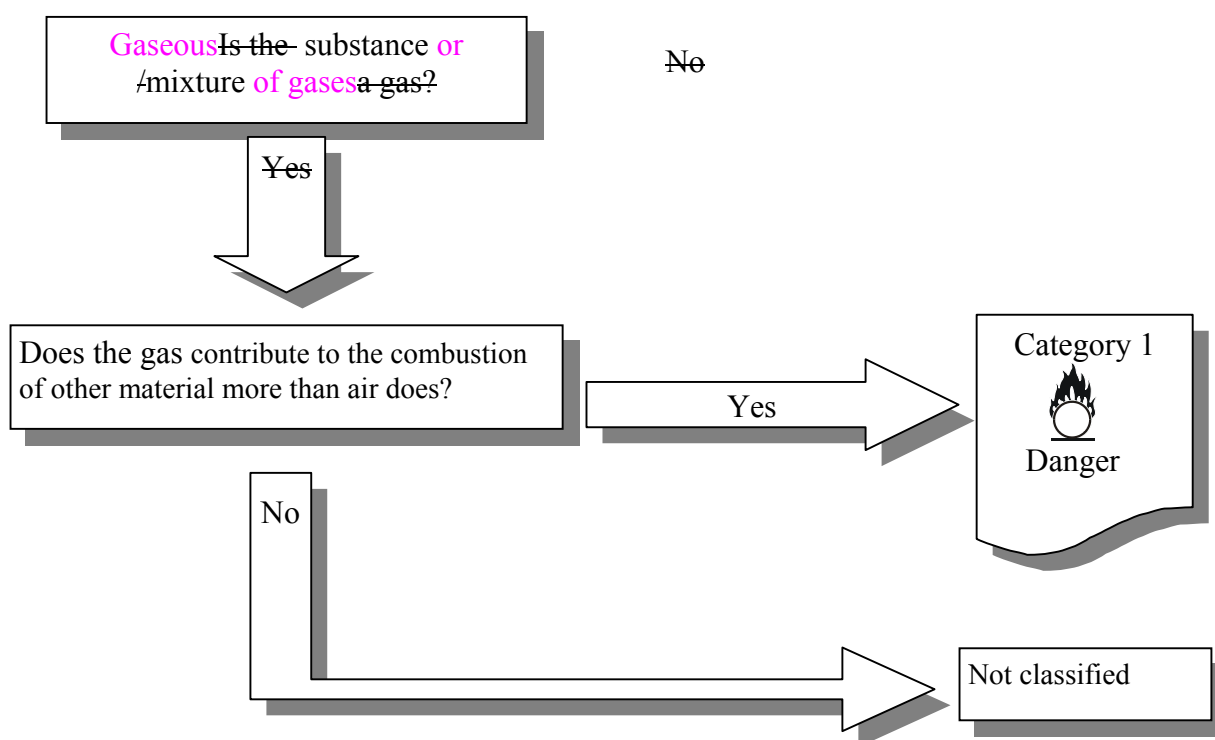 GaseousIs the substance or
/mixture of gasesa gas?
No
Yes
Does the gas contribute to the combustion
of other material more than air does?
Yes
Category 1
Danger
No
Not classified